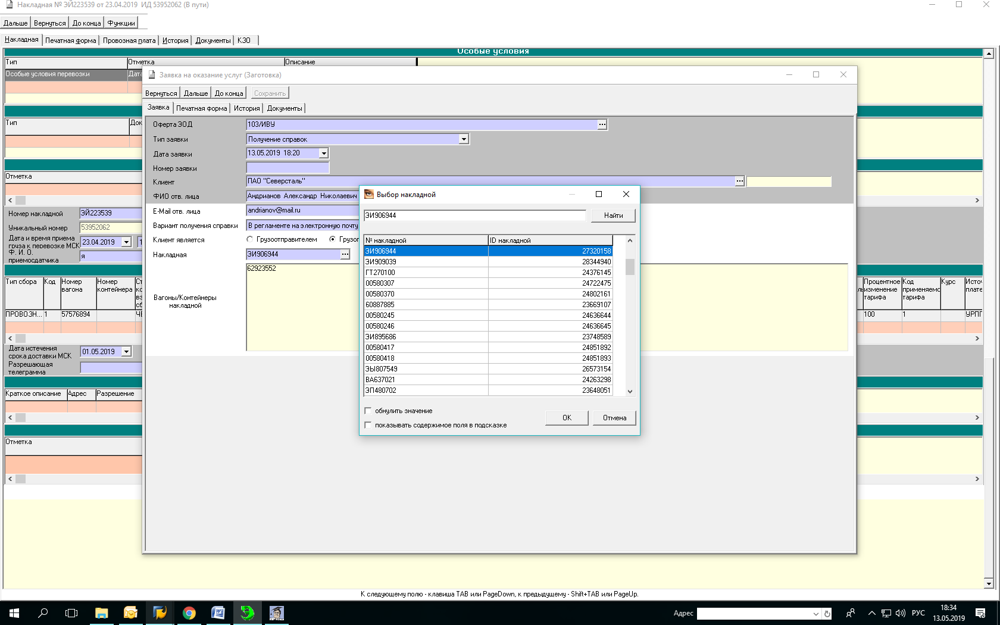 Накладная № ЭЙ223539 от 23.04.2019 ИД 53952062 (В пути)
Дальше Вернуться До конца Функции
Накладная Печатная форма Провозная плата История Документы КЗО
Особые условия
Тип Отметка Описание
Особые условия перевозки Дата
Заявка на оказание услуг (Заготовка)
Вернуться Дальше До конца Сохранить
Заявка Печатная форма История Документы
Тип Док
Оферта ЭОД 103/ИВУ ...
Тип заявки Получение справок
Дата заявки 13.05.2019 18:20
Номер заявки
Отметка
Клиент ПАО "Северсталь" ...
ФИО отв. лица Андрианов Александр Николаевич
E-Mail отв. лица andrianov@mail.ru
Вариант получения справки В регламенте на электронную почту
Клиент является Грузоотправителем Грузоп
Накладная ЭИ906944 ...
62923552
Вагоны/Контейнеры
накладной
Номер накладной ЭЙ223539
Уникальный номер 53952062
Дата и время приема
груза к перевозке МСК 23.04.2019 1
Ф. И. О.
приемосдатчика я
Тип сбора Код Номер вагона Номер контейнера
ПРОВОЗН... 1 57576894
Процентное изменение тарифа Код применяемо тарифа Курс Источ плате
100 1 УРПГ
Дата истечения
срока доставки МСК 01.05.2019
Разрешающая
телеграмма
Краткое описание Адрес Разрешение
Отметка
Выбор накладной
ЭИ906944 Найти
№ накладной ID накладной
ЭИ906944 27320158
ЭИ909039 28344940
ГТ270100 24376145
00580307 24722475
00580370 24802161
60887885 23669107
00580245 24636644
00580246 24636645
ЭИ895686 23748589
00580417 24851892
00580418 24851893
ЭЫ807549 26573154
ВА637021 24263298
ЭП480702 23648051
обнулить значение
показывать содержимое поля в подсказке
OK Отмена
К следующему полю - клавиша TAB или PageDown, к предыдущему - Shift+TAB или PageUp.
Адрес РУС 18:34
13.05.2019